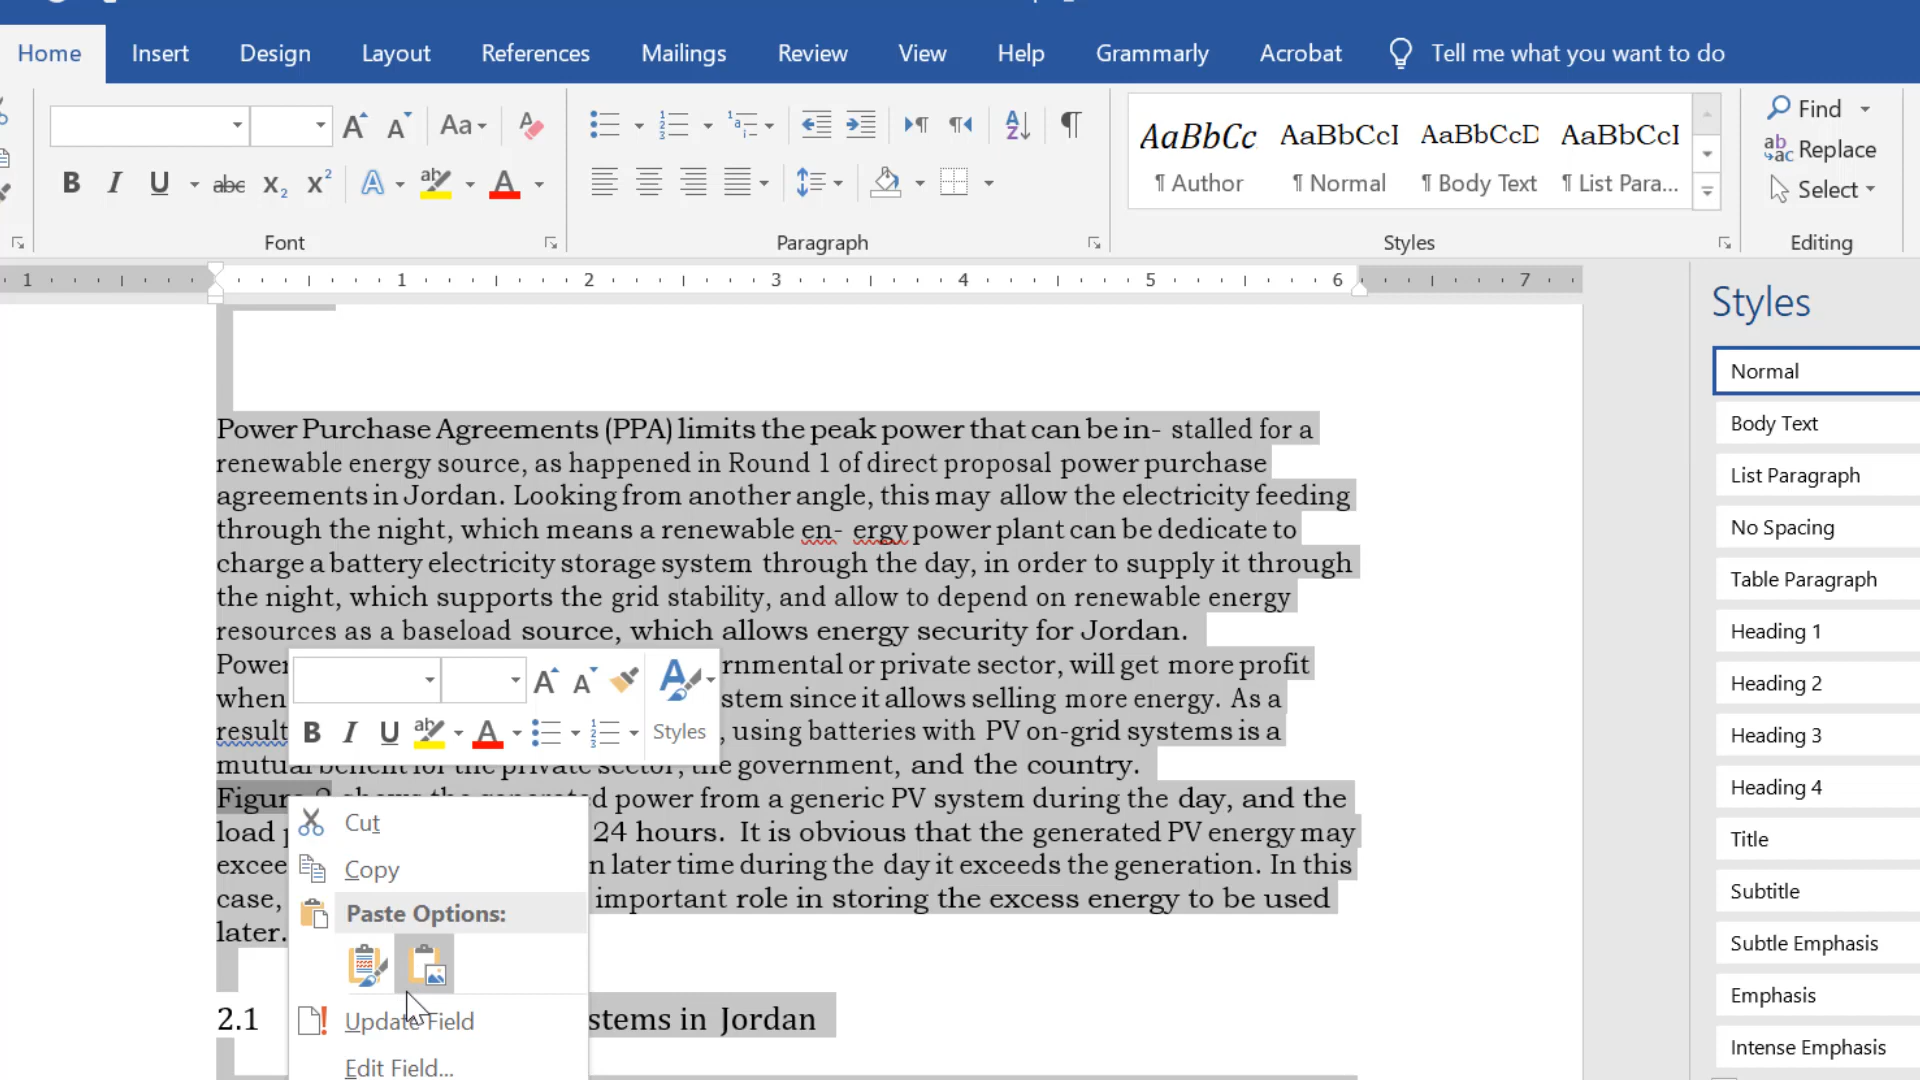 Home Insert Design Layout References Mailings Review View Help Grammarly Acrobat Tell me what you want to do
A A Aa
B I U abc X2 X2 A ab A
Font
Paragraph
AaBbCc AaBbCcI AaBbCcD AaBbCcI
¶ Author ¶ Normal ¶ Body Text ¶ List Para...
Styles
Find
Replace
Select
Editing
1 1 2 3 4 5 6 7
Power Purchase Agreements (PPA) limits the peak power that can be in- stalled for a
renewable energy source, as happened in Round 1 of direct proposal power purchase
agreements in Jordan. Looking from another angle, this may allow the electricity feeding
through the night, which means a renewable en- ergy power plant can be dedicate to
charge a battery electricity storage system through the day, in order to supply it through
the night, which supports the grid stability, and allow to depend on renewable energy
resources as a baseload source, which allows energy security for Jordan.
Power rnmental or private sector, will get more profit
when stem since it allows selling more energy. As a
result , using batteries with PV on-grid systems is a
mutual benefit for the private sector, the government, and the country.
Figure 2 shows the generated power from a generic PV system during the day, and the
load p 24 hours. It is obvious that the generated PV energy may
excee n later time during the day it exceeds the generation. In this
case, important role in storing the excess energy to be used
later.
2.1 stems in Jordan
A A
B I U ab A Styles
Cut
Copy
Paste Options:
Update Field
Edit Field...
Styles
Normal
Body Text
List Paragraph
No Spacing
Table Paragraph
Heading 1
Heading 2
Heading 3
Heading 4
Title
Subtitle
Subtle Emphasis
Emphasis
Intense Emphasis